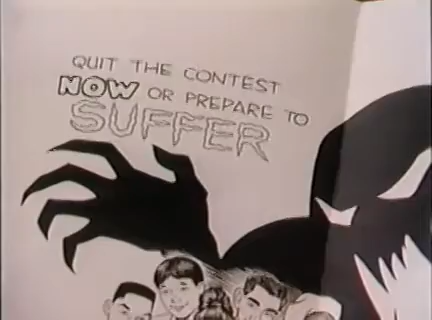 QUIT THE CONTEST
NOW OR PREPARE TO
SUFFER